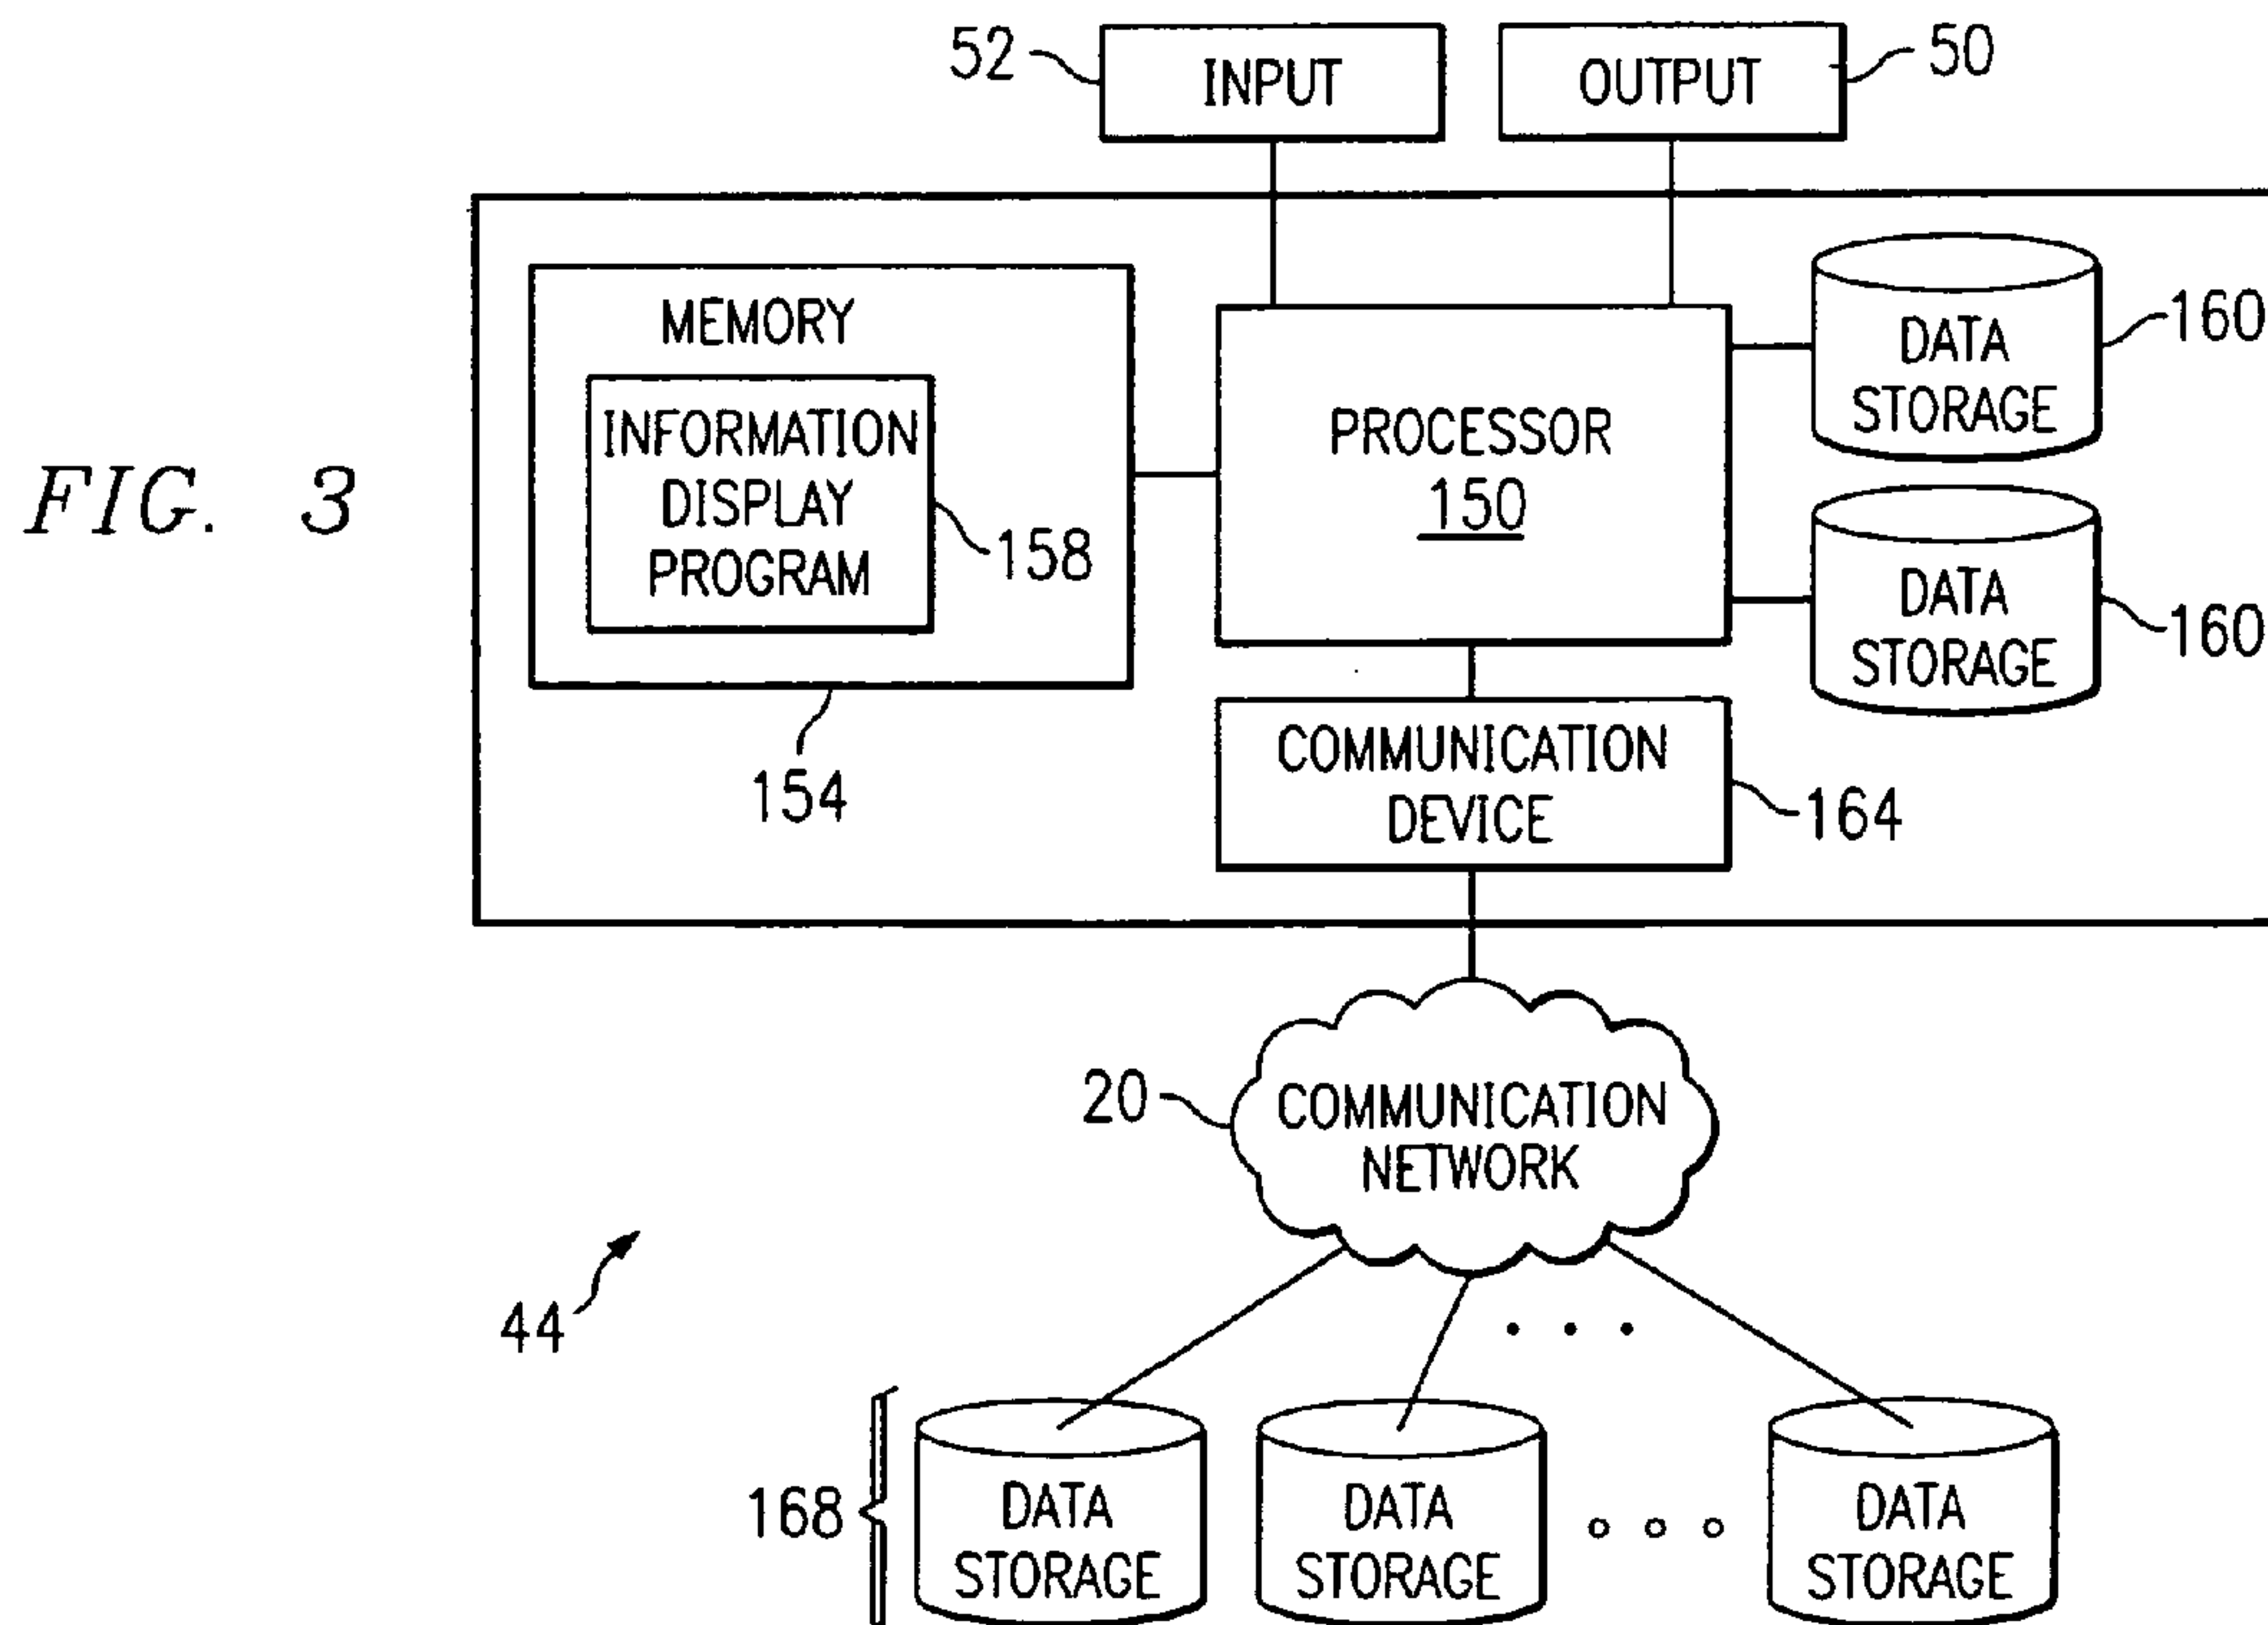 52
INPUT
OUTPUT
50
MEMORY
INFORMATION
DISPLAY
PROGRAM
158
154
PROCESSOR
150
DATA
STORAGE
160
DATA
STORAGE
160
FIG. 3
COMMUNICATION
DEVICE
164
20
COMMUNICATION
NETWORK
44
168
DATA
STORAGE
DATA
STORAGE
DATA
STORAGE